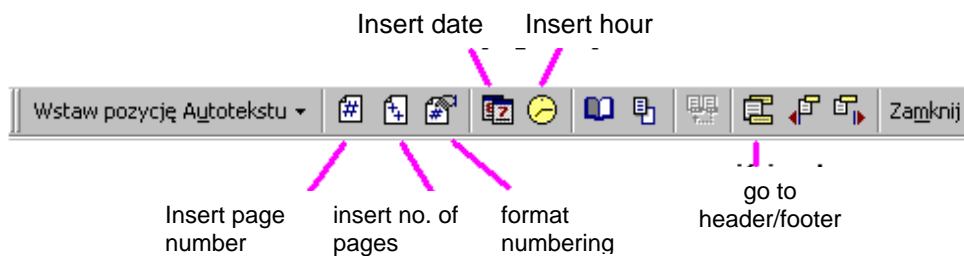 Insert date Insert hour
Wstaw pozycję Autotekstu Zamknij
Insert page number
insert no. of pages
format numbering
go to header/footer